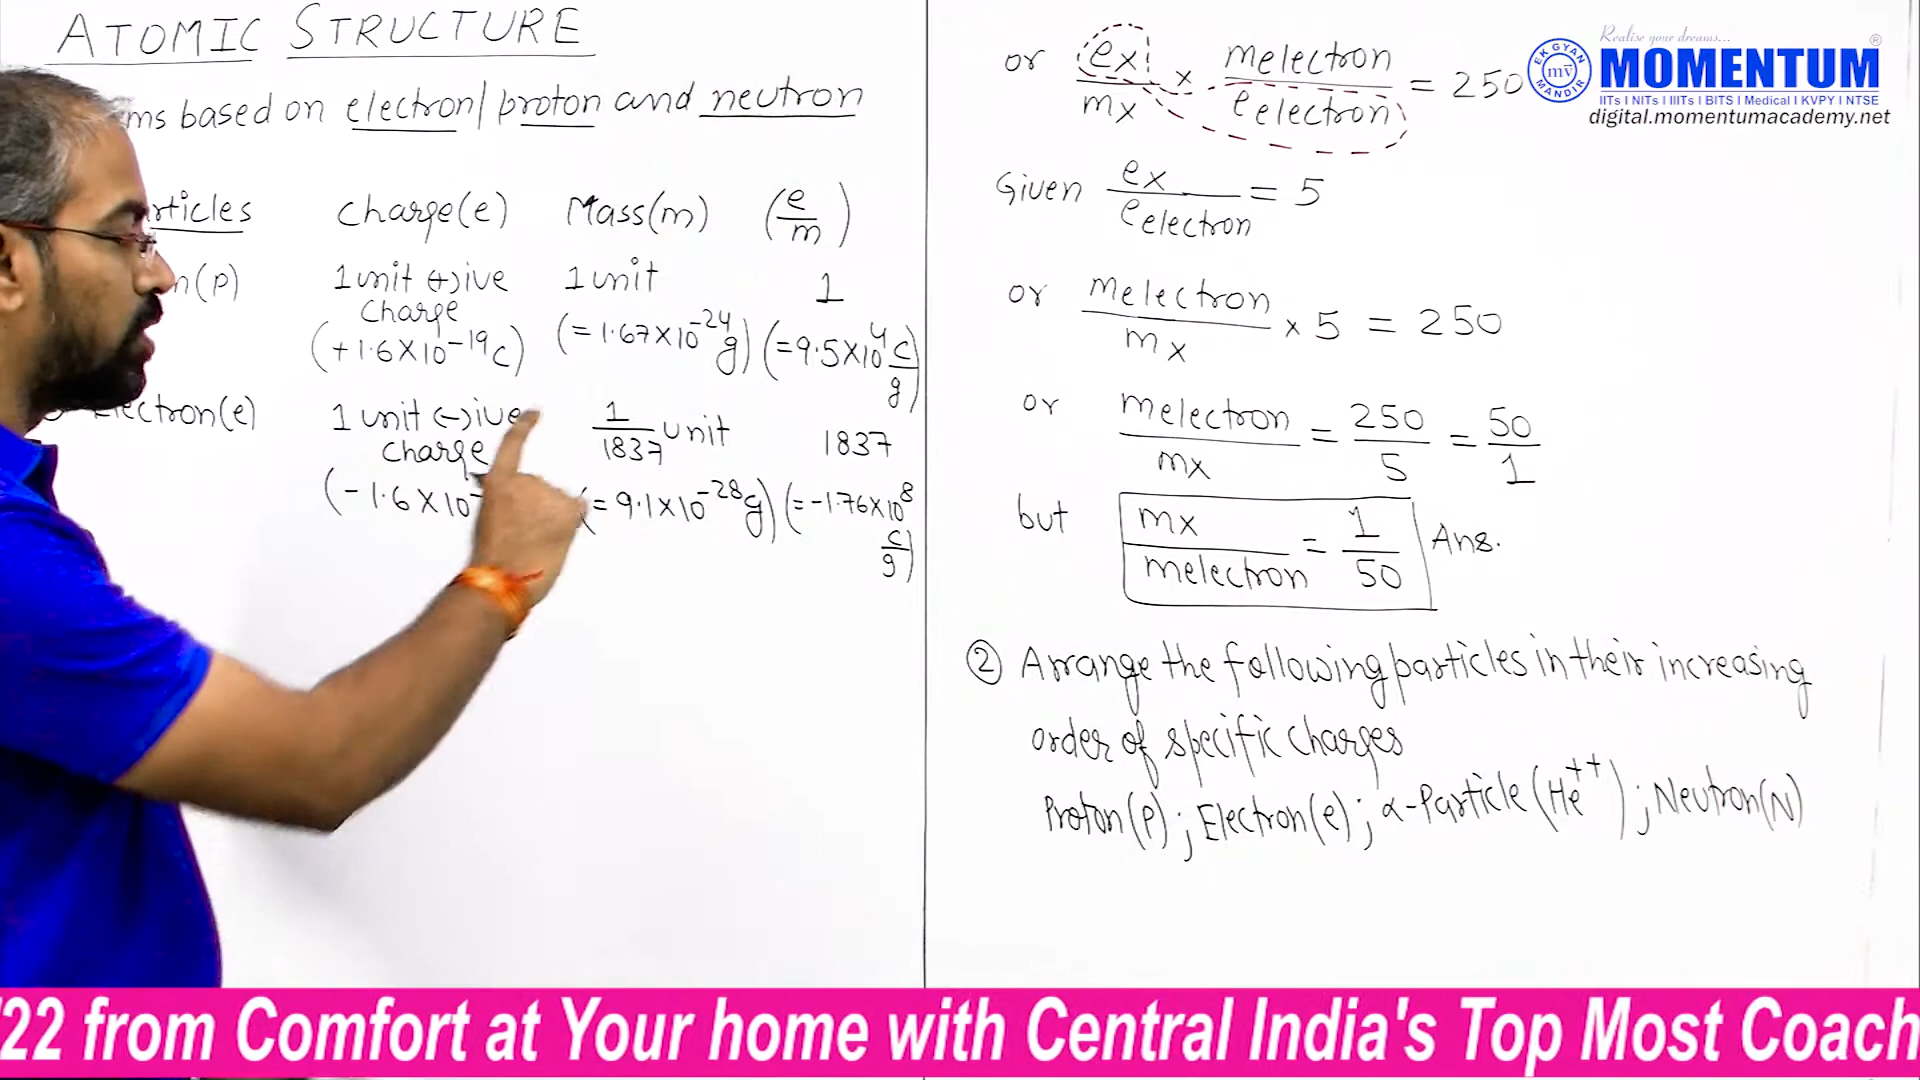 ATOMIC STRUCTURE
ms based on electron/proton and neutron
rticles charge(e) Mass(m) (e/m)
n(p) 1 unit (+)ive charge 1 unit 1
(+1.6×10⁻¹⁹C) (=1.67×10⁻²⁴g) (=9.5×10⁴ C/g)
electron(e) 1 unit (-)ive charge 1/1837 unit 1837
(-1.6×10⁻ (=9.1×10⁻²⁸g) (=-1.76×10⁸ C/g)
or ex/mx × melectron/eelectron = 250
Given ex/eelectron = 5
or melectron/mx × 5 = 250
or melectron/mx = 250/5 = 50/1
but mx/melectron = 1/50 Ans.
② Arrange the following particles in their increasing
order of specific charges
Proton(p); Electron(e); α-Particle(He⁺⁺); Neutron(N)
Realise your dreams...
EK GYAN MANDIR
mv
MOMENTUM®
IITs I NITs I IIITs I BITS I Medical I KVPY I NTSE
digital.momentumacademy.net
'22 from Comfort at Your home with Central India's Top Most Coach